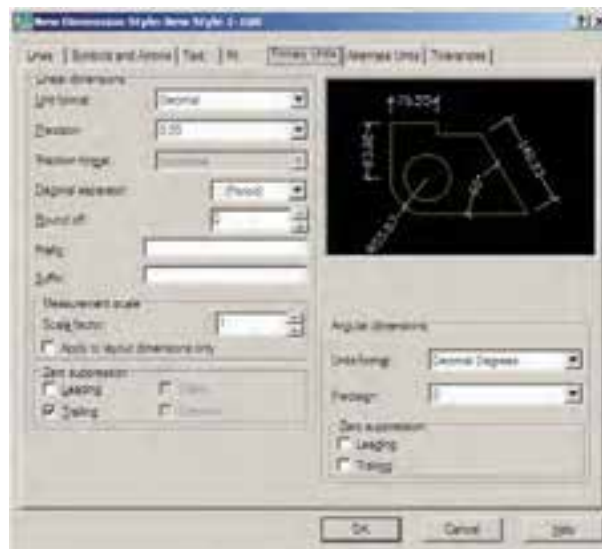 New Dimension Style: New Style 1-
Lines Symbols and Arrows Text Fit Primary Units Alternate Units Tolerances
Linear dimensions
Unit format: Decimal
Precision: 0.00
Fraction format:
Decimal separator: (Period)
Round off:
Prefix:
Suffix:
Measurement scale
Scale factor: 1
Apply to layout dimensions only
Zero suppression
Leading
Trailing
Angular dimensions
Units format: Decimal Degrees
Precision: 0
Zero suppression
Leading
Trailing
OK Cancel Help